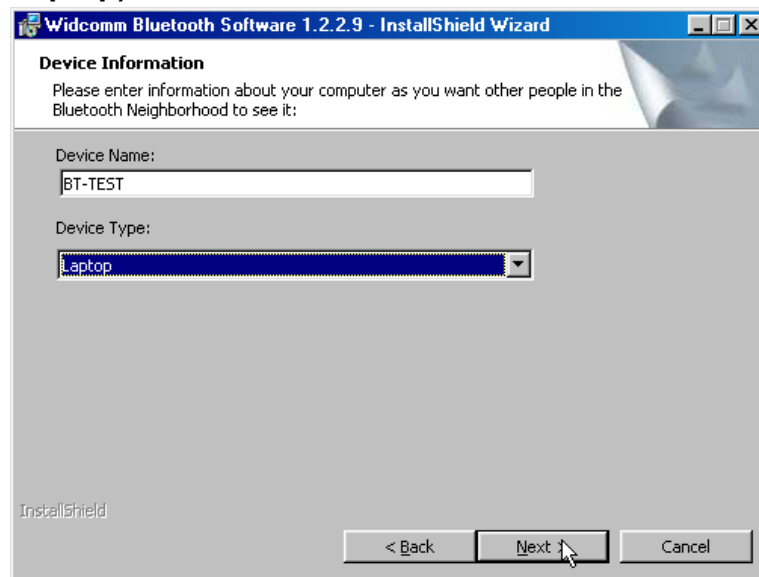 Widcomm Bluetooth Software 1.2.2.9 - InstallShield Wizard
Device Information
Please enter information about your computer as you want other people in the
Bluetooth Neighborhood to see it:
Device Name:
BT-TEST
Device Type:
Laptop
InstallShield
< Back Next > Cancel